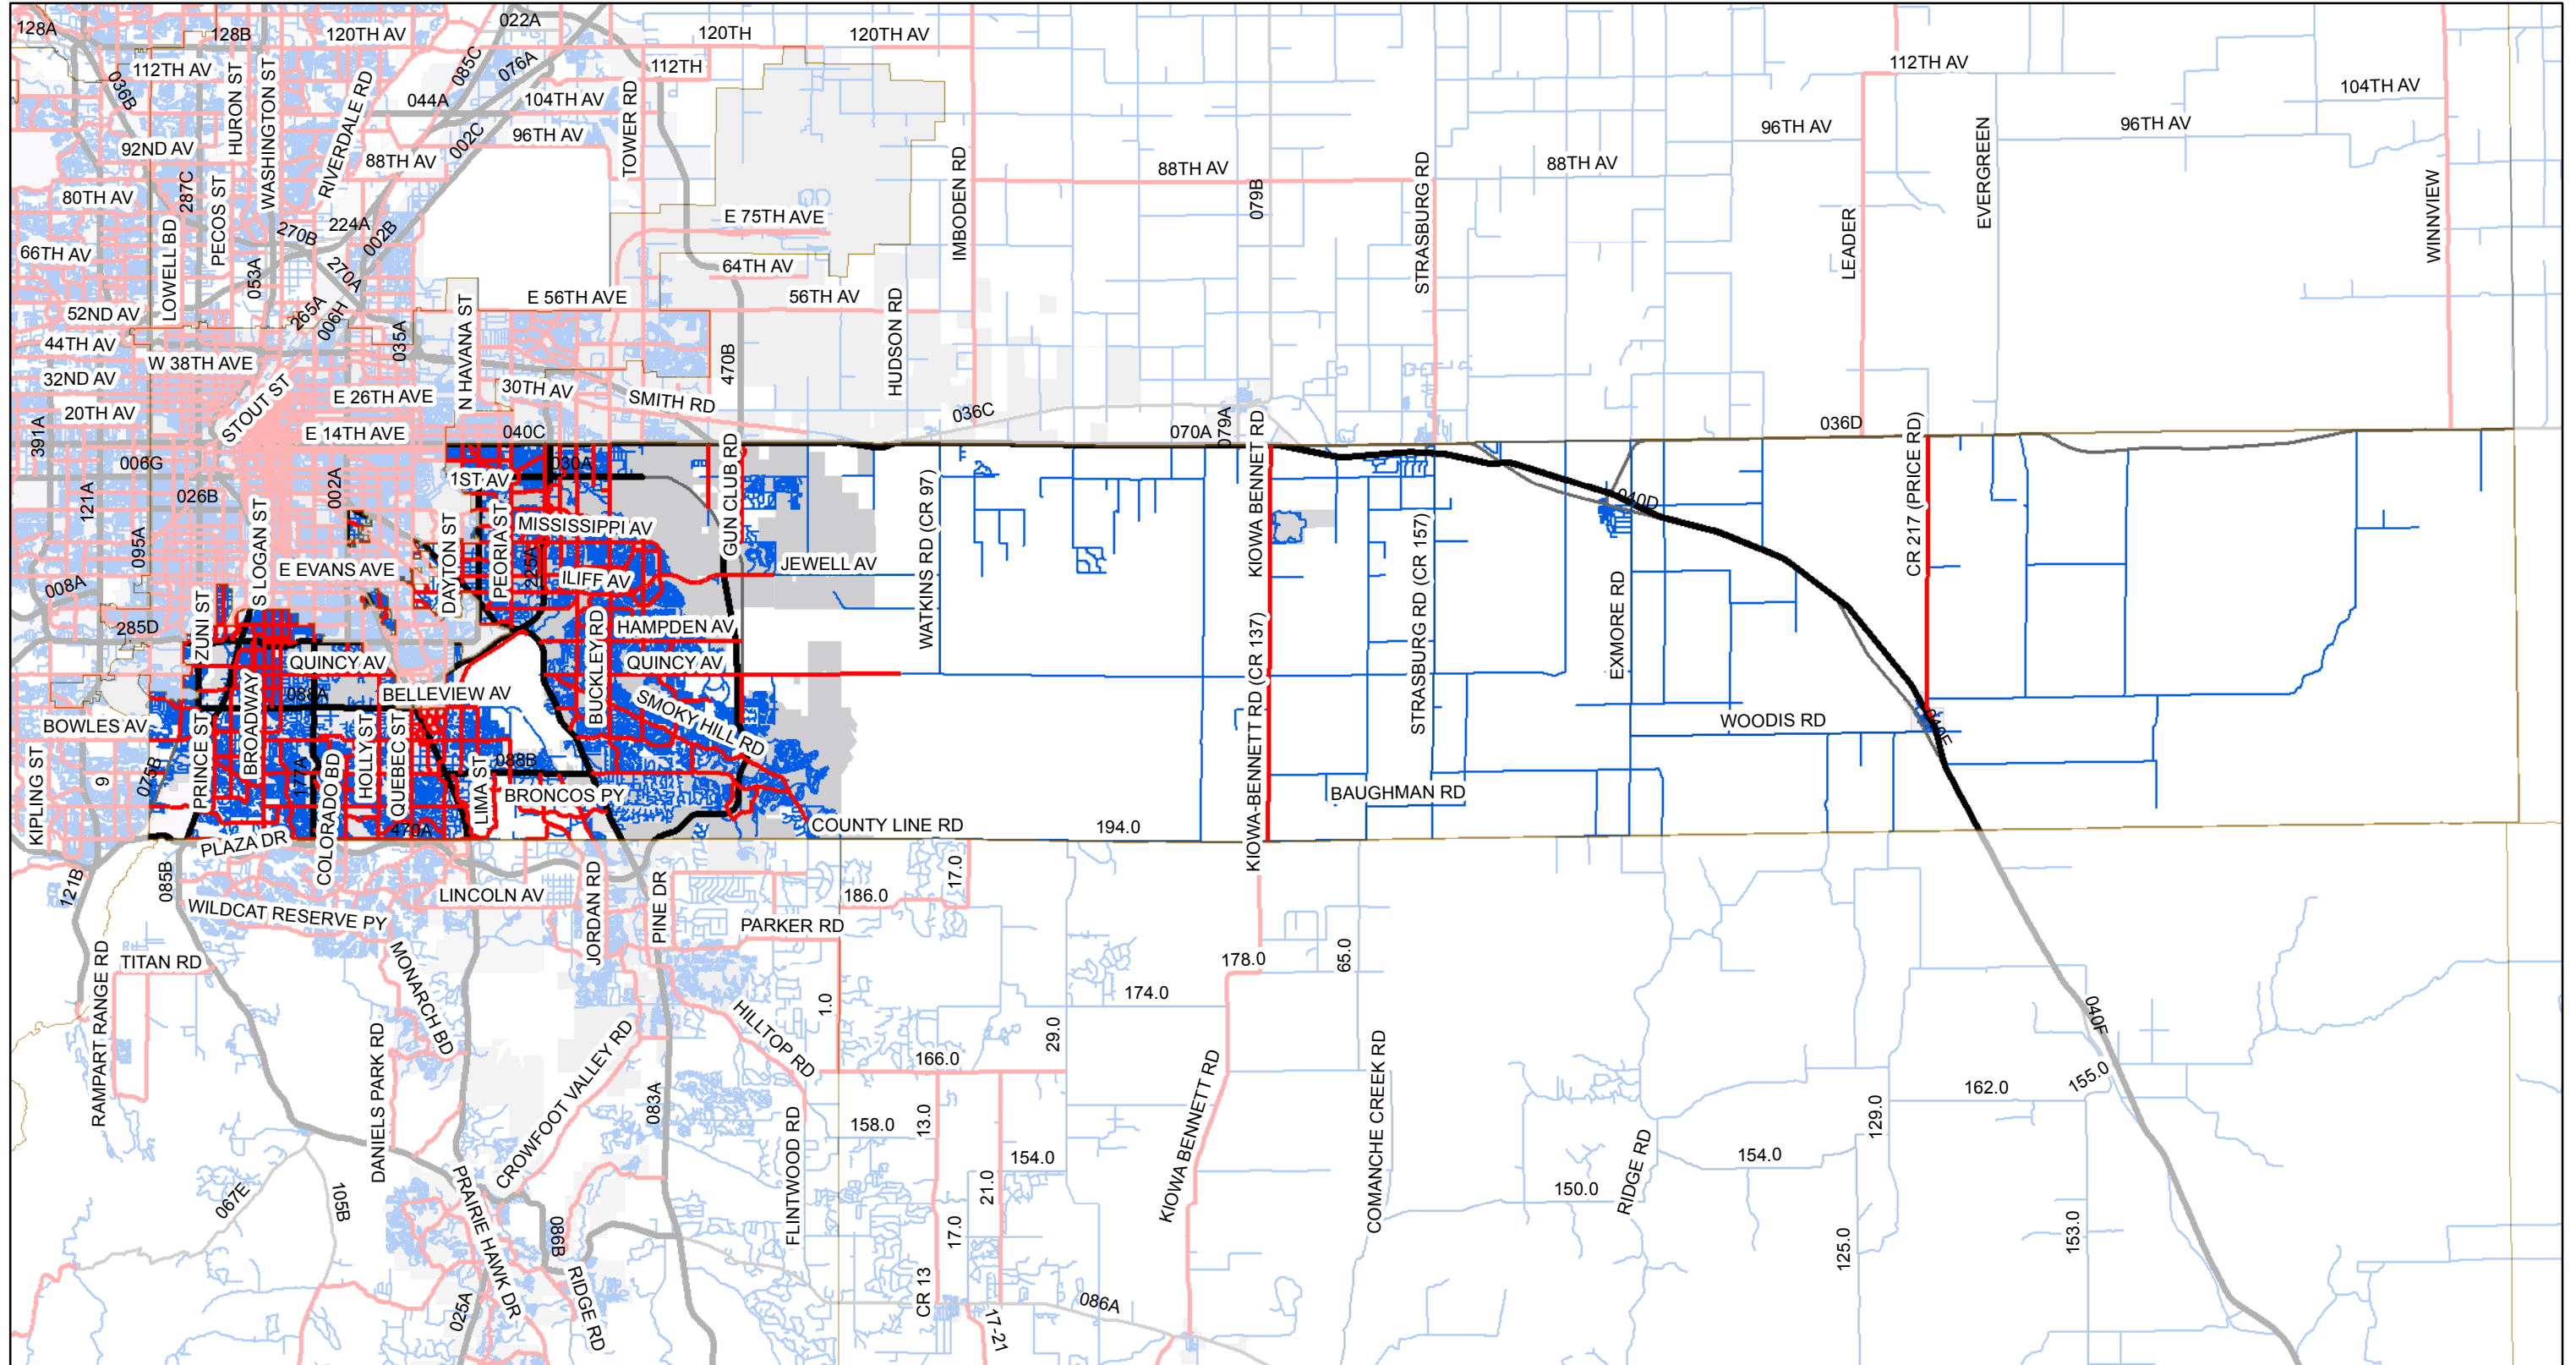 128A
128B
120TH AV
022A
120TH
120TH AV
112TH AV
036B
HURON ST
WASHINGTON ST
RIVERDALE RD
085C
076A
112TH
112TH AV
044A
104TH AV
TOWER RD
104TH AV
002C
96TH AV
96TH AV
96TH AV
92ND AV
88TH AV
88TH AV
88TH AV
80TH AV
287C
PECOS ST
IMBODEN RD
079B
STRASBURG RD
LEADER
EVERGREEN
WINNVIEW
LOWELL BD
270B
224A
002B
E 75TH AVE
66TH AV
053A
270A
64TH AV
265A
006H
035A
N HAVANA ST
E 56TH AVE
56TH AV
HUDSON RD
52ND AV
44TH AV
W 38TH AVE
32ND AV
STOUT ST
E 26TH AVE
30TH AV
SMITH RD
470B
20TH AV
036C
391A
E 14TH AVE
040C
070A
079A
036D
006G
030A
GUN CLUB RD
KIOWA BENNETT RD
CR 217 (PRICE RD)
121A
026B
002A
1ST AV
WATKINS RD (CR 97)
040D
095A
S LOGAN ST
DAYTON ST
PEORIA ST
MISSISSIPPI AV
225A
STRASBURG RD (CR 157)
008A
E EVANS AVE
ILIFF AV
JEWELL AV
EXMORE RD
285D
ZUNI ST
BUCKLEY RD
HAMPDEN AV
QUINCY AV
QUINCY AV
KIOWA-BENNETT RD (CR 137)
088A
BELLEVIEW AV
BOWLES AV
PRINCE ST
BROADWAY
HOLLY ST
QUEBEC ST
SMOKY HILL RD
WOODIS RD
040E
KIPLING ST
9
075B
177A
COLORADO BD
LIMA ST
088B
BRONCOS PY
BAUGHMAN RD
470A
COUNTY LINE RD
194.0
PLAZA DR
121B
085B
LINCOLN AV
JORDAN RD
PINE DR
186.0
17.0
WILDCAT RESERVE PY
PARKER RD
RAMPART RANGE RD
TITAN RD
MONARCH BD
178.0
65.0
174.0
HILLTOP RD
1.0
29.0
040F
DANIELS PARK RD
CROWFOOT VALLEY RD
166.0
KIOWA BENNETT RD
COMANCHE CREEK RD
155.0
162.0
083A
FLINTWOOD RD
158.0
13.0
129.0
RIDGE RD
154.0
154.0
067E
105B
PRAIRIE HAWK DR
086B
21.0
17.0
150.0
125.0
153.0
025A
RIDGE RD
CR 13
17-21
086A